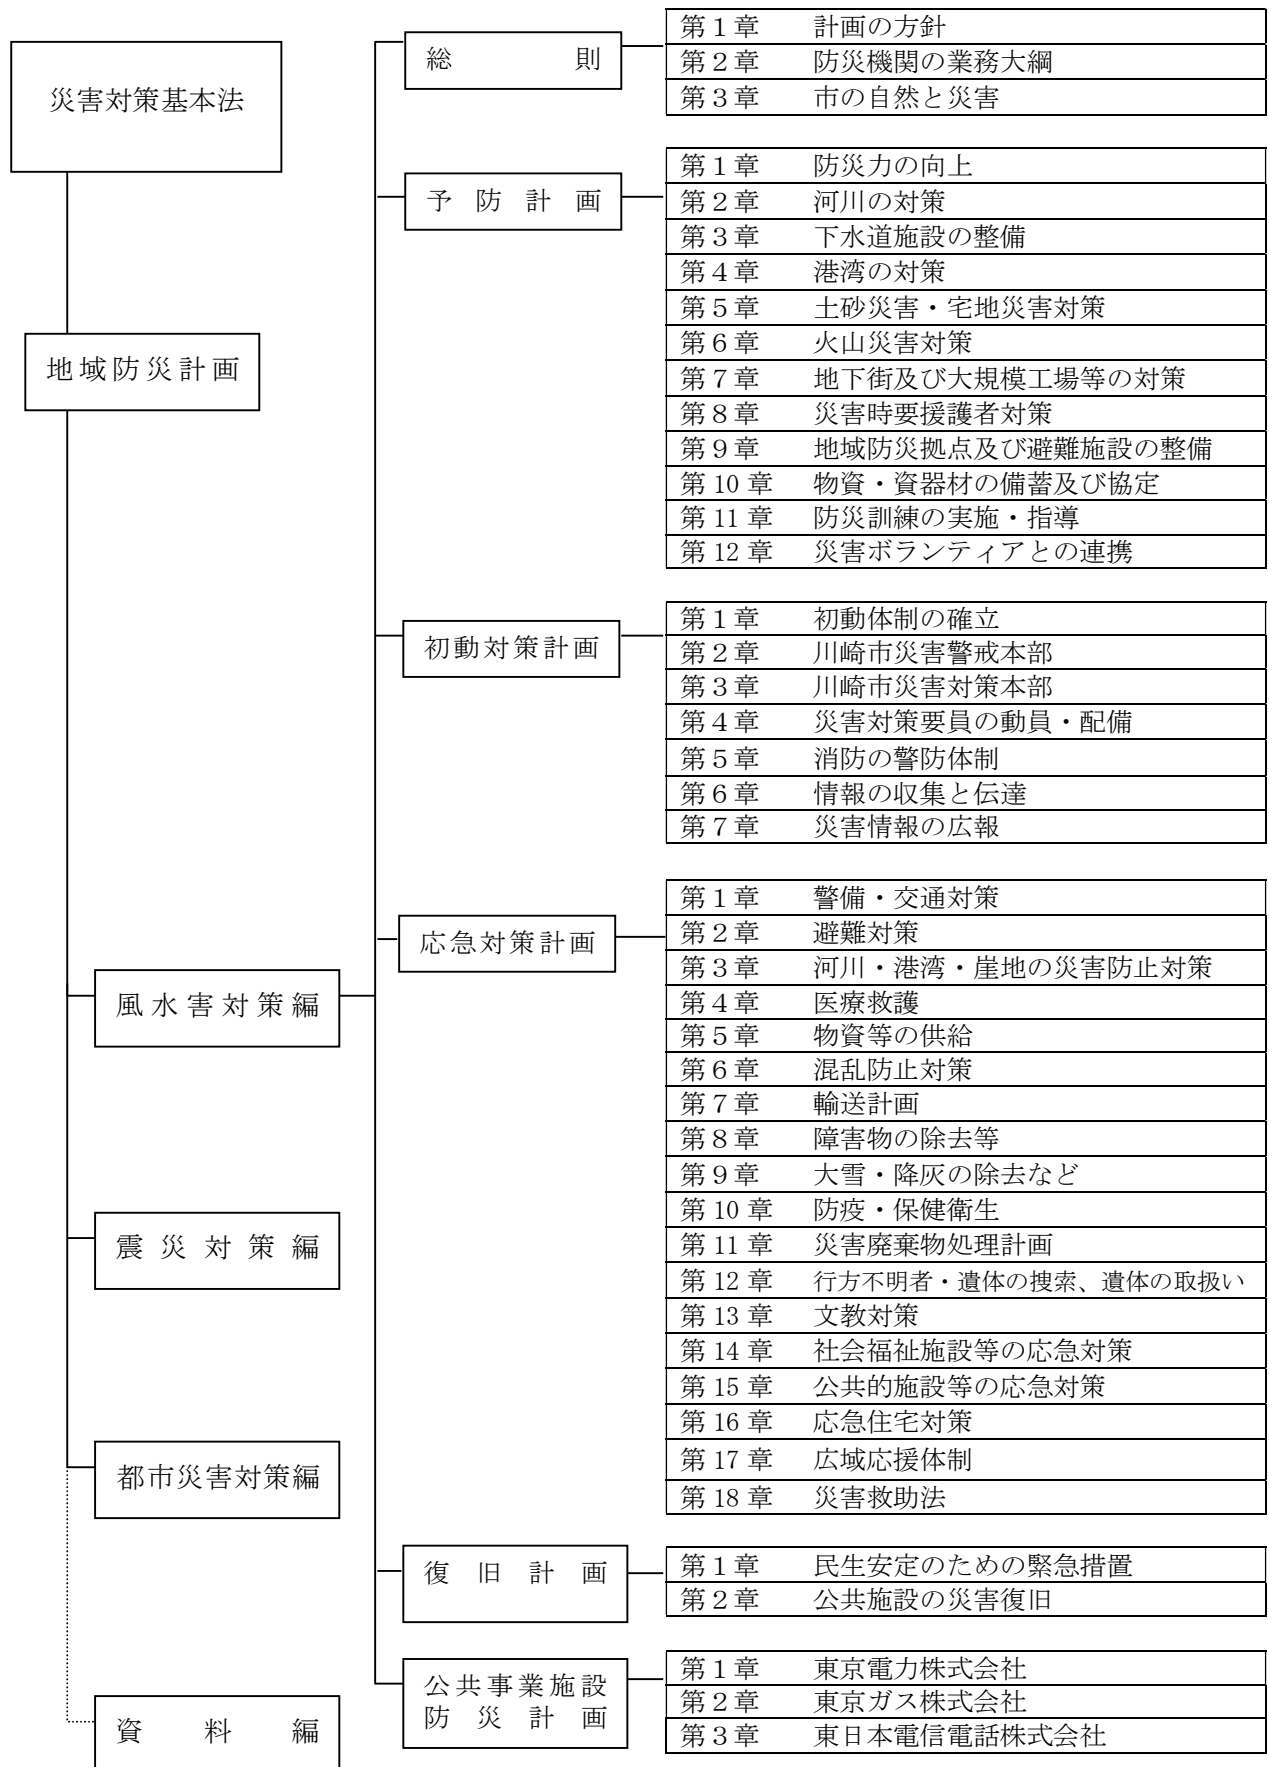 災害対策基本法
地域防災計画
風水害対策編
震災対策編
都市災害対策編
資料編
総則
第１章 計画の方針
第２章 防災機関の業務大綱
第３章 市の自然と災害
予防計画
第１章 防災力の向上
第２章 河川の対策
第３章 下水道施設の整備
第４章 港湾の対策
第５章 土砂災害・宅地災害対策
第６章 火山災害対策
第７章 地下街及び大規模工場等の対策
第８章 災害時要援護者対策
第９章 地域防災拠点及び避難施設の整備
第 10 章 物資・資器材の備蓄及び協定
第 11 章 防災訓練の実施・指導
第 12 章 災害ボランティアとの連携
初動対策計画
第１章 初動体制の確立
第２章 川崎市災害警戒本部
第３章 川崎市災害対策本部
第４章 災害対策要員の動員・配備
第５章 消防の警防体制
第６章 情報の収集と伝達
第７章 災害情報の広報
応急対策計画
第１章 警備・交通対策
第２章 避難対策
第３章 河川・港湾・崖地の災害防止対策
第４章 医療救護
第５章 物資等の供給
第６章 混乱防止対策
第７章 輸送計画
第８章 障害物の除去等
第９章 大雪・降灰の除去など
第 10 章 防疫・保健衛生
第 11 章 災害廃棄物処理計画
第 12 章 行方不明者・遺体の捜索、遺体の取扱い
第 13 章 文教対策
第 14 章 社会福祉施設等の応急対策
第 15 章 公共的施設等の応急対策
第 16 章 応急住宅対策
第 17 章 広域応援体制
第 18 章 災害救助法
復旧計画
第１章 民生安定のための緊急措置
第２章 公共施設の災害復旧
公共事業施設
防災計画
第１章 東京電力株式会社
第２章 東京ガス株式会社
第３章 東日本電信電話株式会社